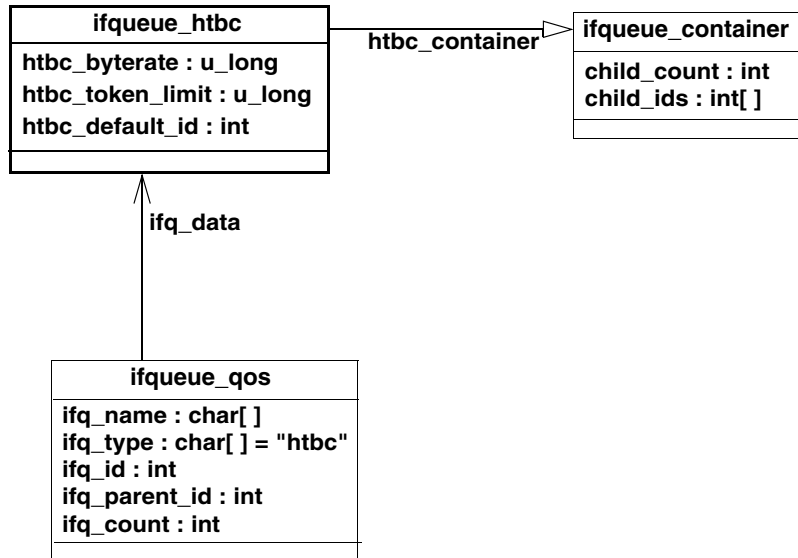 ifqueue_htbc
htbc_byterate : u_long
htbc_token_limit : u_long
htbc_default_id : int
htbc_container
ifqueue_container
child_count : int
child_ids : int[ ]
ifq_data
ifqueue_qos
ifq_name : char[ ]
ifq_type : char[ ] = "htbc"
ifq_id : int
ifq_parent_id : int
ifq_count : int